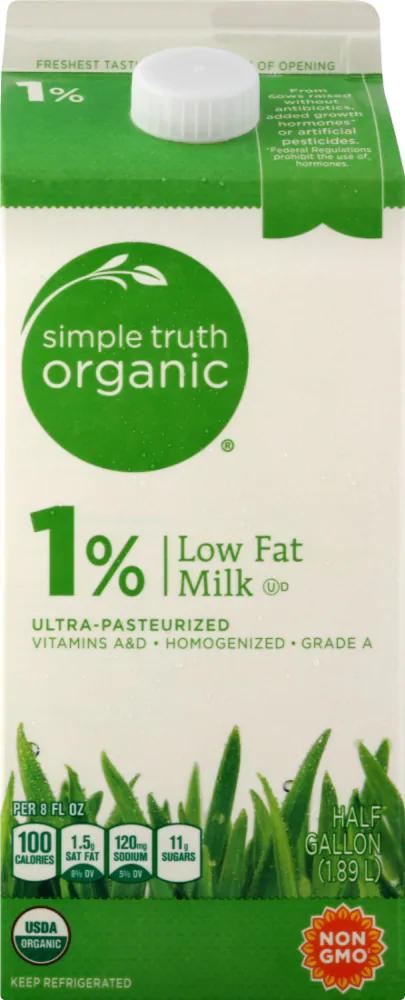 FRESHEST TAST
OF OPENING
1%
From
cows raised
without
antibiotics,
added growth
hormones*
or artificial
pesticides.
*Federal Regulations
prohibit the use of
hormones.
simple truth
organic
®
1% Low Fat
Milk ⓊD
ULTRA-PASTEURIZED
VITAMINS A&D • HOMOGENIZED • GRADE A
PER 8 FL OZ
100
CALORIES
1.5g
SAT FAT
8% DV
120mg
SODIUM
5% DV
11g
SUGARS
HALF
GALLON
(1.89 L)
USDA
ORGANIC
NON
GMO
KEEP REFRIGERATED